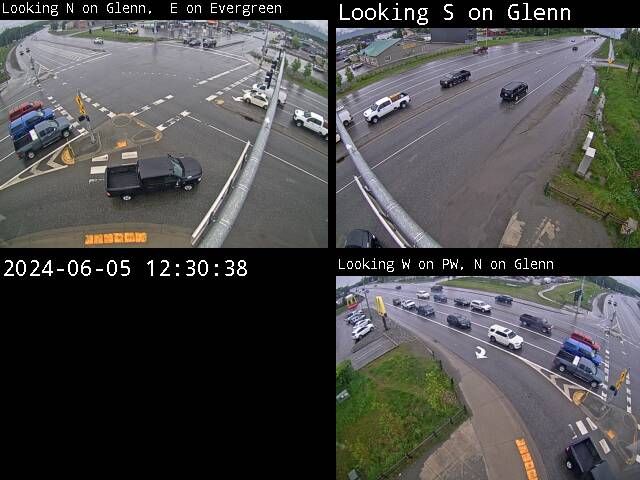 Looking N on Glenn,  E on Evergreen
Looking S on Glenn
2024-06-05 12:30:38
Looking W on PW, N on Glenn